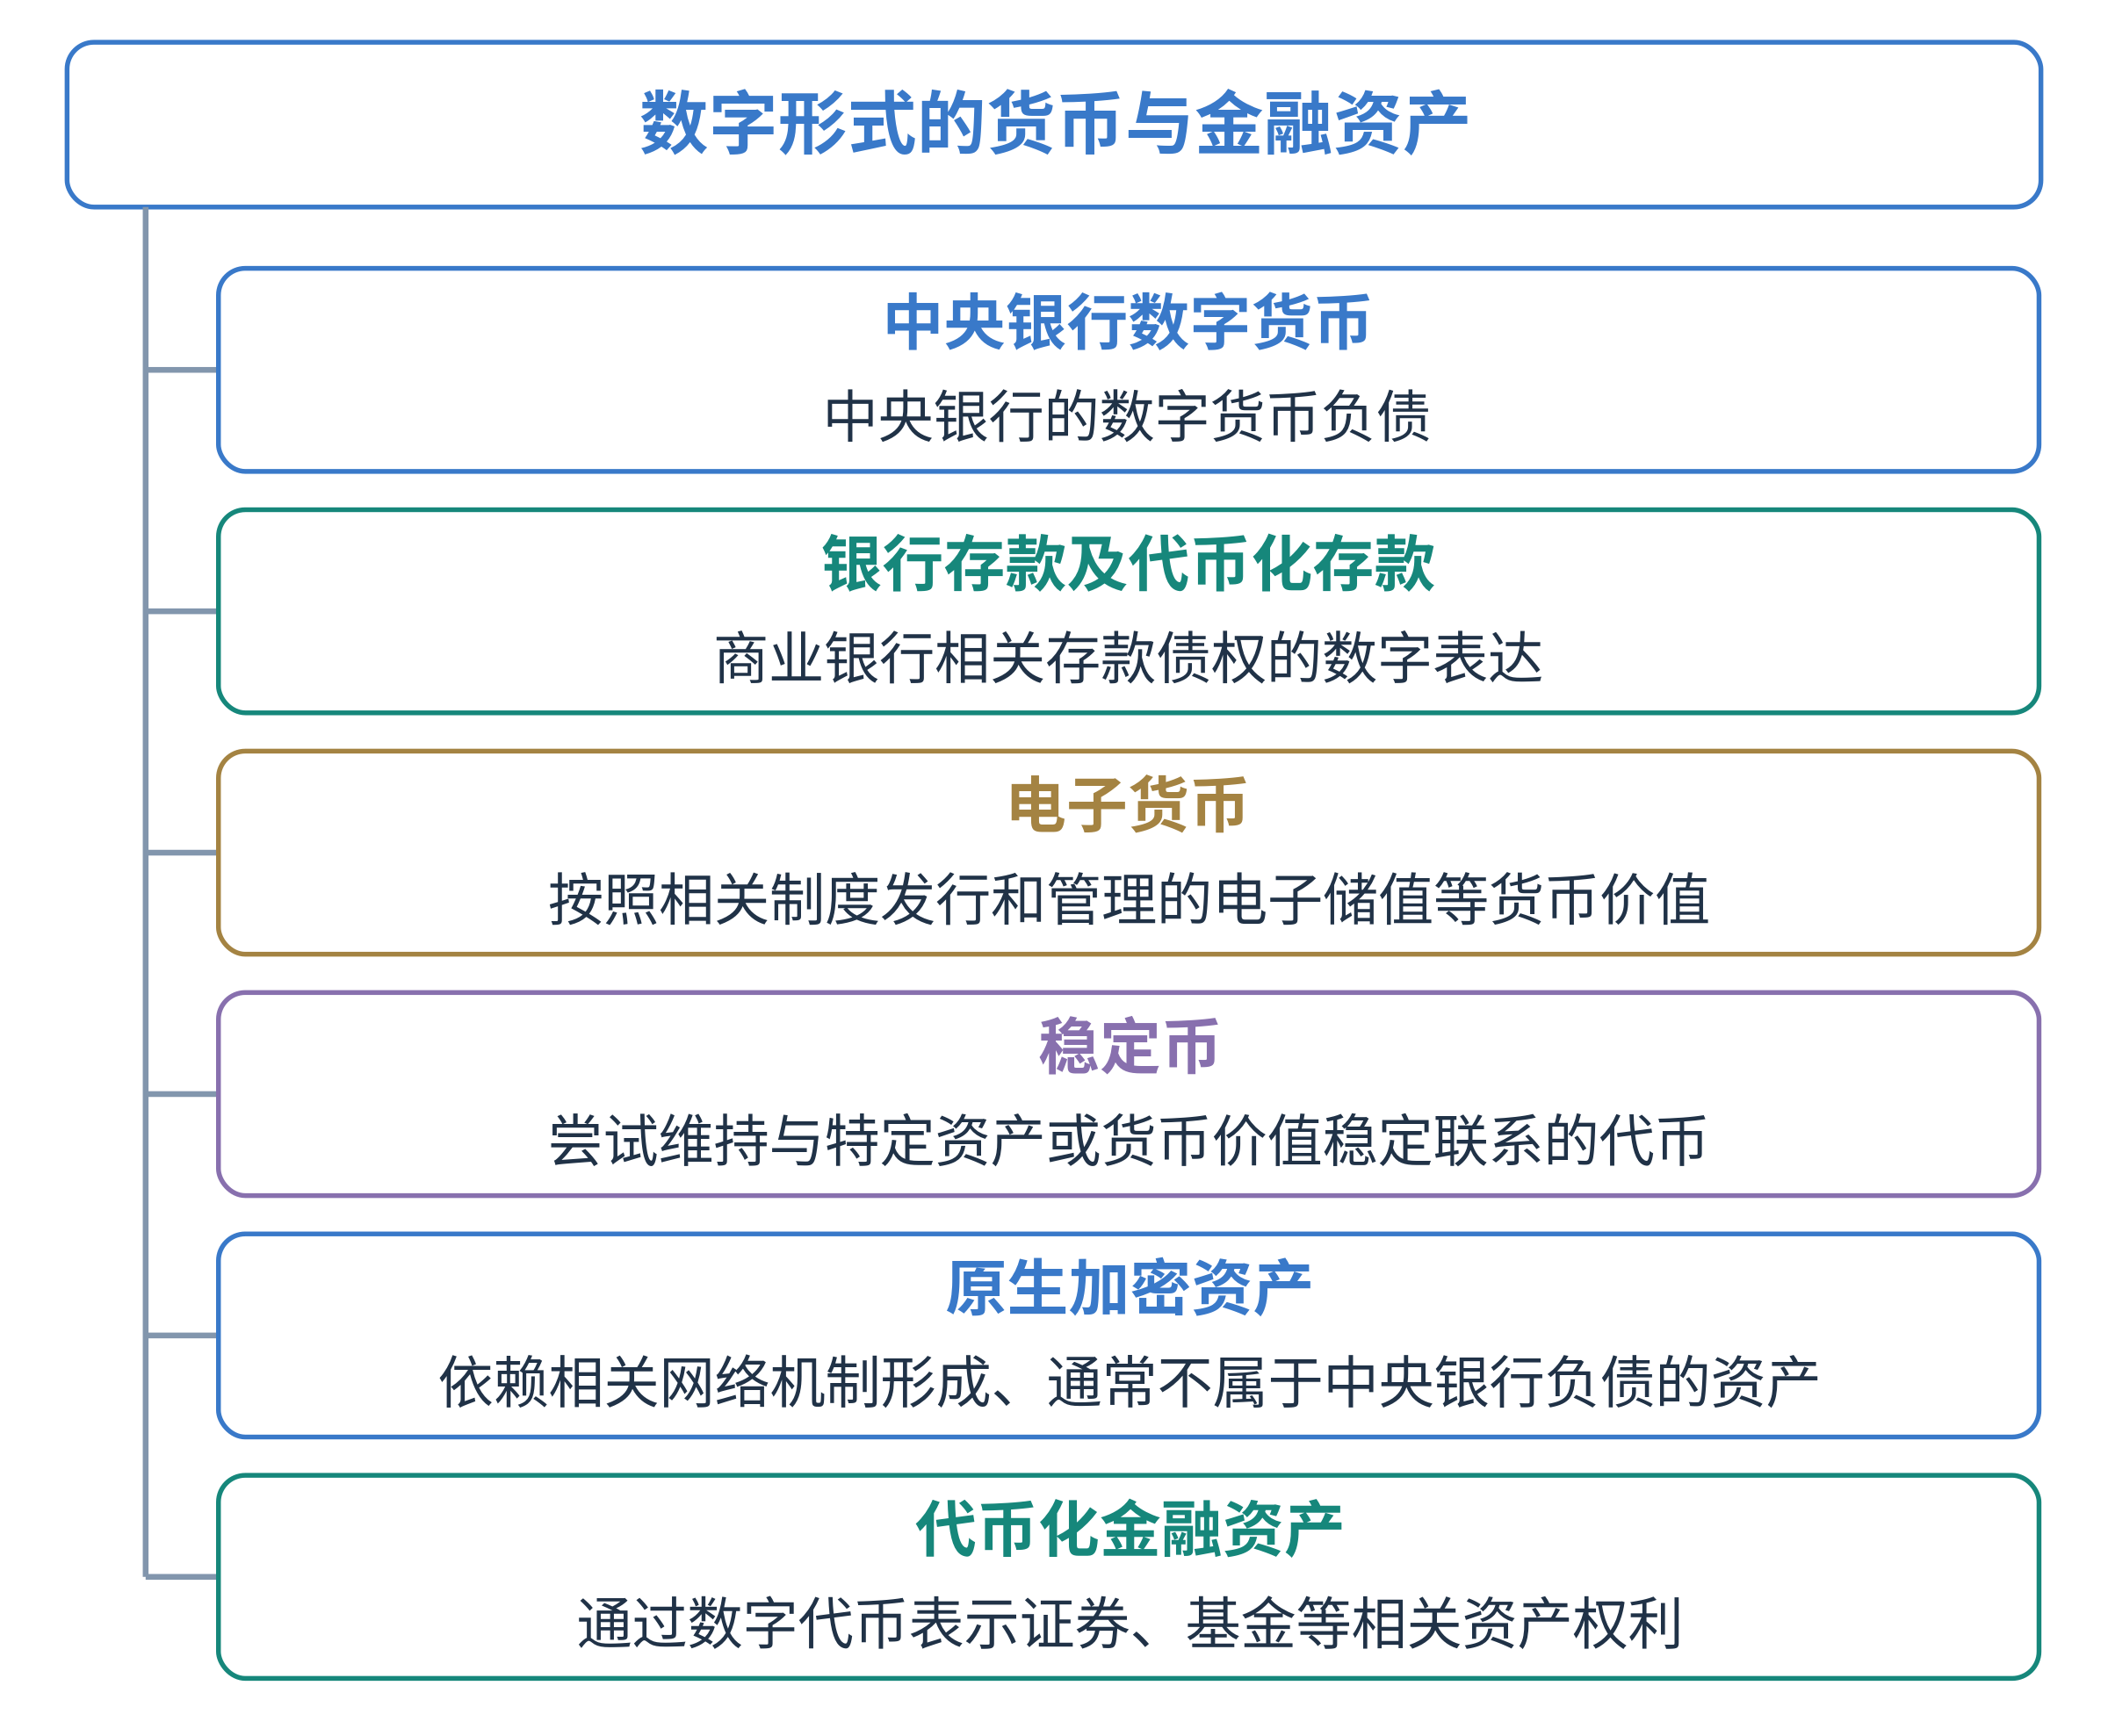 数字形式的货币与金融资产
中央银行数字货币
中央银行的数字货币负债
银行存款及代币化存款
商业银行相关存款债权的数字表达
电子货币
按照相关制度发行和管理的电子储值等货币价值
稳定币
尝试维持与特定资产或货币价值稳定联系的代币
原生加密资产
依赖相关网络机制形成、通常不属于中央银行负债的资产
代币化金融资产
通过数字代币表示证券、基金等相关资产权利